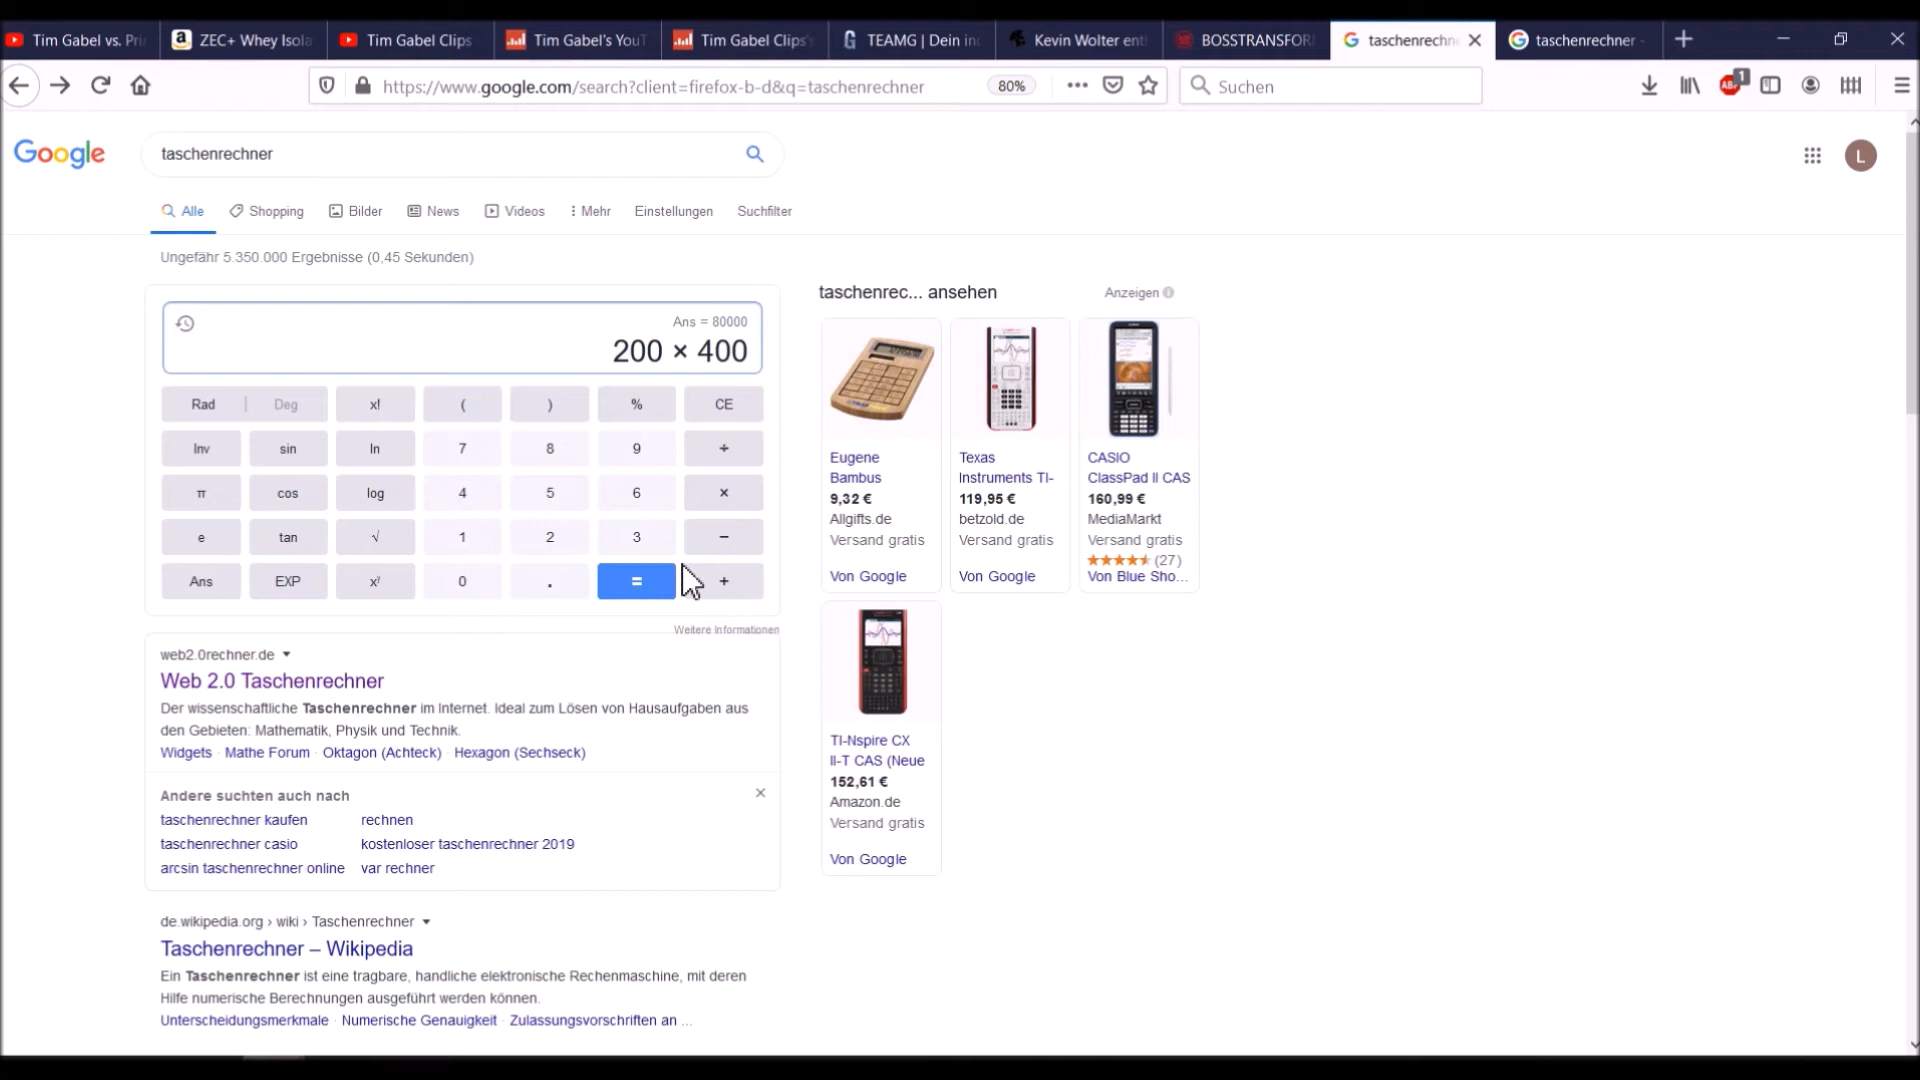 Tim Gabel vs. Pri
ZEC+ Whey Isola
Tim Gabel Clips
Tim Gabel's YouT
Tim Gabel Clips's
TEAMG | Dein in
Kevin Wolter ent
BOSSTRANSFOR
taschenrechn
taschenrechner -
https://www.google.com/search?client=firefox-b-d&q=taschenrechner
80%
Suchen
ABP
1
Google
taschenrechner
L
Alle
Shopping
Bilder
News
Videos
Mehr
Einstellungen
Suchfilter
Ungefähr 5.350.000 Ergebnisse (0,45 Sekunden)
Ans = 80000
200 × 400
Rad | Deg x! ( ) % CE
Inv sin ln 7 8 9 ÷
π cos log 4 5 6 ×
e tan √ 1 2 3 −
Ans EXP xʸ 0 . = +
Weitere Informationen
web2.0rechner.de
Web 2.0 Taschenrechner
Der wissenschaftliche Taschenrechner im Internet. Ideal zum Lösen von Hausaufgaben aus
den Gebieten: Mathematik, Physik und Technik.
Widgets · Mathe Forum · Oktagon (Achteck) · Hexagon (Sechseck)
Andere suchten auch nach
taschenrechner kaufen
rechnen
taschenrechner casio
kostenloser taschenrechner 2019
arcsin taschenrechner online
var rechner
de.wikipedia.org › wiki › Taschenrechner
Taschenrechner – Wikipedia
Ein Taschenrechner ist eine tragbare, handliche elektronische Rechenmaschine, mit deren
Hilfe numerische Berechnungen ausgeführt werden können.
Unterscheidungsmerkmale · Numerische Genauigkeit · Zulassungsvorschriften an ...
taschenrec... ansehen
Anzeigen
Eugene
Bambus
9,32 €
Allgifts.de
Versand gratis
Von Google
Texas
Instruments TI-
119,95 €
betzold.de
Versand gratis
Von Google
CASIO
ClassPad II CAS
160,99 €
MediaMarkt
Versand gratis
(27)
Von Blue Sho...
TI-Nspire CX
II-T CAS (Neue
152,61 €
Amazon.de
Versand gratis
Von Google